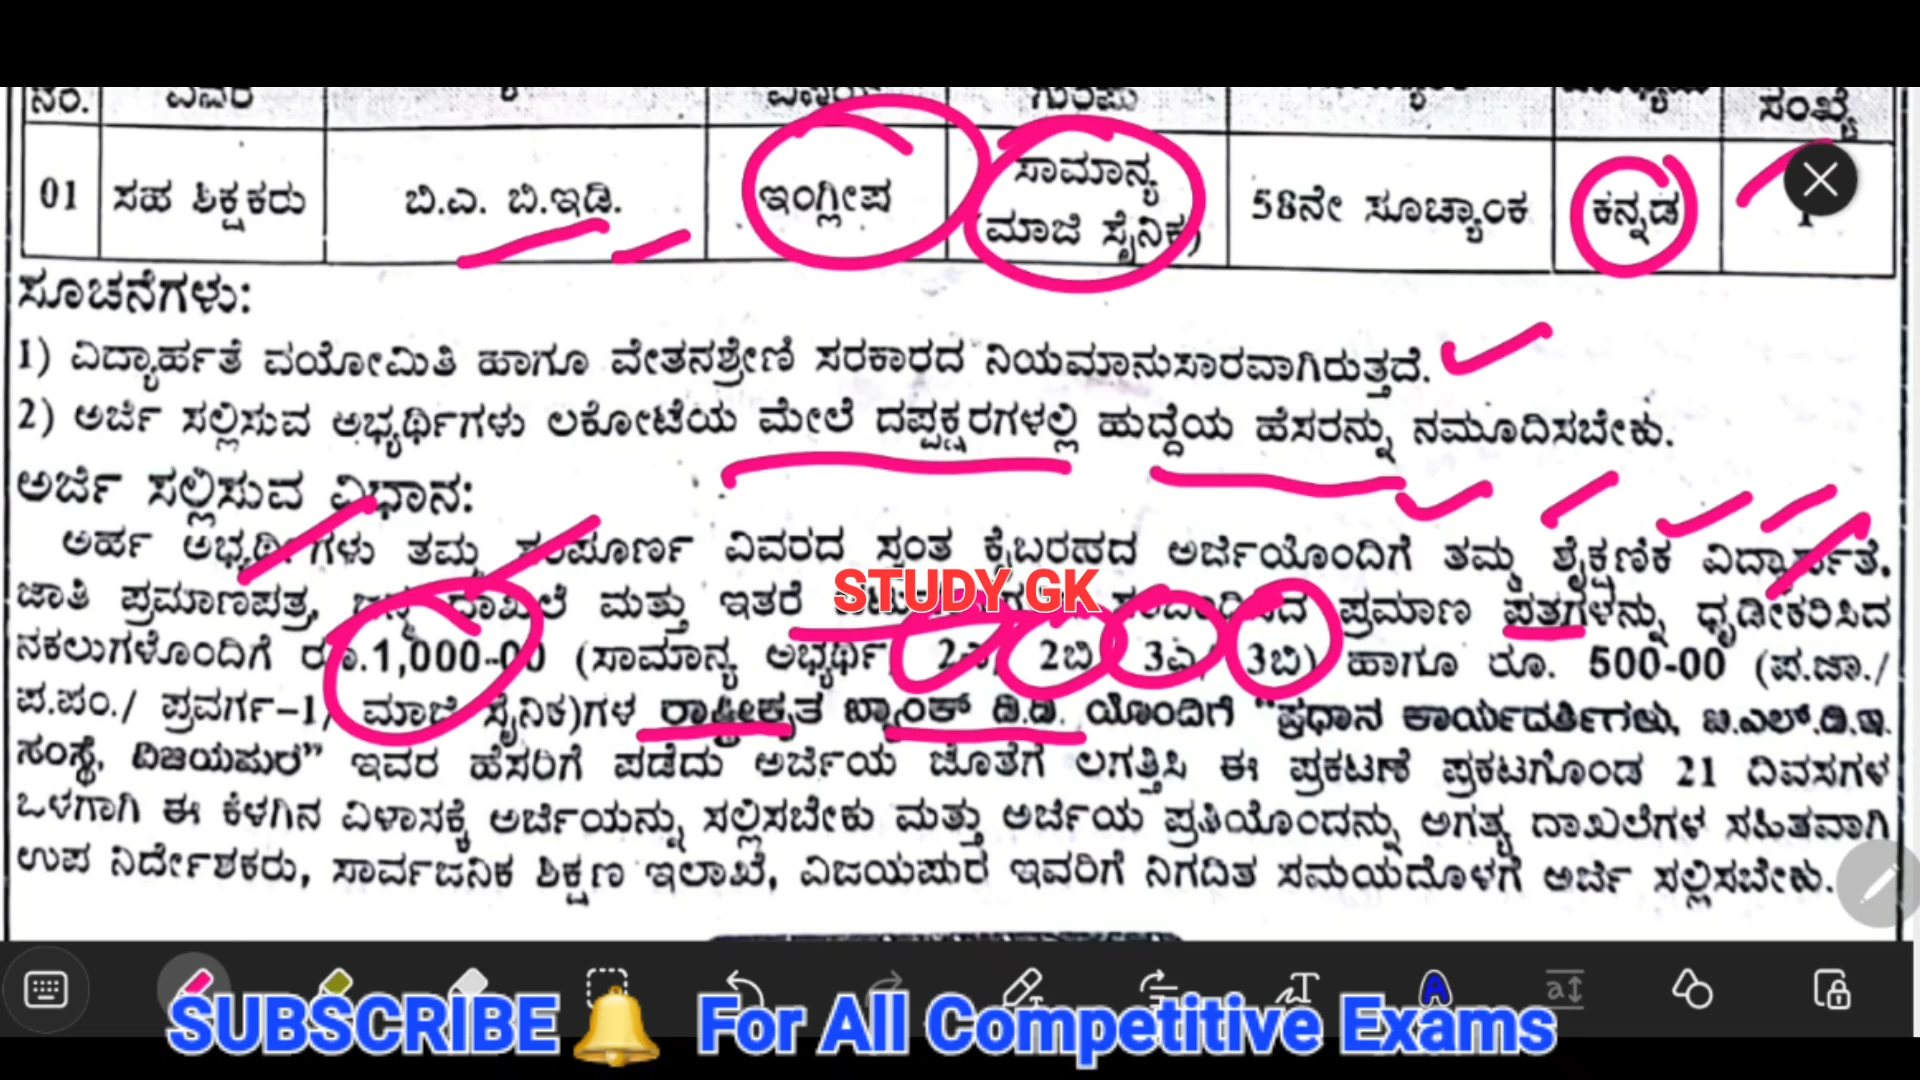 ನಂ. ವಿವರ
ಸಂಖ್ಯೆ
01 ಸಹ ಶಿಕ್ಷಕರು ಬಿ.ಎ. ಬಿ.ಇಡಿ. ಇಂಗ್ಲೀಷ ಸಾಮಾನ್ಯ 58ನೇ ಸೂಚ್ಯಾಂಕ ಕನ್ನಡ 1
(ಮಾಜಿ ಸೈನಿಕ)
ಸೂಚನೆಗಳು:
1) ವಿದ್ಯಾರ್ಹತೆ ವಯೋಮಿತಿ ಹಾಗೂ ವೇತನಶ್ರೇಣಿ ಸರಕಾರದ ನಿಯಮಾನುಸಾರವಾಗಿರುತ್ತದೆ.
2) ಅರ್ಜಿ ಸಲ್ಲಿಸುವ ಅಭ್ಯರ್ಥಿಗಳು ಲಕೋಟೆಯ ಮೇಲೆ ದಪ್ಪಕ್ಷರಗಳಲ್ಲಿ ಹುದ್ದೆಯ ಹೆಸರನ್ನು ನಮೂದಿಸಬೇಕು.
ಅರ್ಜಿ ಸಲ್ಲಿಸುವ ವಿಧಾನ:
ಅರ್ಹ ಅಭ್ಯರ್ಥಿಗಳು ತಮ್ಮ ಸಂಪೂರ್ಣ ವಿವರದ ಸ್ವಂತ ಕೈಬರಹದ ಅರ್ಜಿಯೊಂದಿಗೆ ತಮ್ಮ ಶೈಕ್ಷಣಿಕ ವಿದ್ಯಾರ್ಹತೆ,
STUDY GK
ಜಾತಿ ಪ್ರಮಾಣಪತ್ರ, ಜನ್ಮ ದಾಖಲೆ ಮತ್ತು ಇತರೆ ಪ್ರಮಾಣ ಪತ್ರಗಳನ್ನು ಧೃಡೀಕರಿಸಿದ
ನಕಲುಗಳೊಂದಿಗೆ ರೂ.1,000-00 (ಸಾಮಾನ್ಯ ಅಭ್ಯರ್ಥಿ, 2ಎ, 2ಬಿ, 3ಎ, 3ಬಿ) ಹಾಗೂ ರೂ. 500-00 (ಪ.ಜಾ./
ಪ.ಪಂ./ ಪ್ರವರ್ಗ-1, ಮಾಜಿ ಸೈನಿಕ)ಗಳ ರಾಷ್ಟ್ರೀಕೃತ ಬ್ಯಾಂಕ್ ಡಿ.ಡಿ. ಯೊಂದಿಗೆ "ಪ್ರಧಾನ ಕಾರ್ಯದರ್ಶಿಗಳು, ಬಿ.ಎಲ್.ಡಿ.ಇ.
ಸಂಸ್ಥೆ, ವಿಜಯಪುರ" ಇವರ ಹೆಸರಿಗೆ ಪಡೆದು ಅರ್ಜಿಯ ಜೊತೆಗೆ ಲಗತ್ತಿಸಿ ಈ ಪ್ರಕಟಣೆ ಪ್ರಕಟಗೊಂಡ 21 ದಿವಸಗಳ
ಒಳಗಾಗಿ ಈ ಕೆಳಗಿನ ವಿಳಾಸಕ್ಕೆ ಅರ್ಜಿಯನ್ನು ಸಲ್ಲಿಸಬೇಕು ಮತ್ತು ಅರ್ಜಿಯ ಪ್ರತಿಯೊಂದನ್ನು ಅಗತ್ಯ ದಾಖಲೆಗಳ ಸಹಿತವಾಗಿ
ಉಪ ನಿರ್ದೇಶಕರು, ಸಾರ್ವಜನಿಕ ಶಿಕ್ಷಣ ಇಲಾಖೆ, ವಿಜಯಪುರ ಇವರಿಗೆ ನಿಗದಿತ ಸಮಯದೊಳಗೆ ಅರ್ಜಿ ಸಲ್ಲಿಸಬೇಕು.
SUBSCRIBE For All Competitive Exams